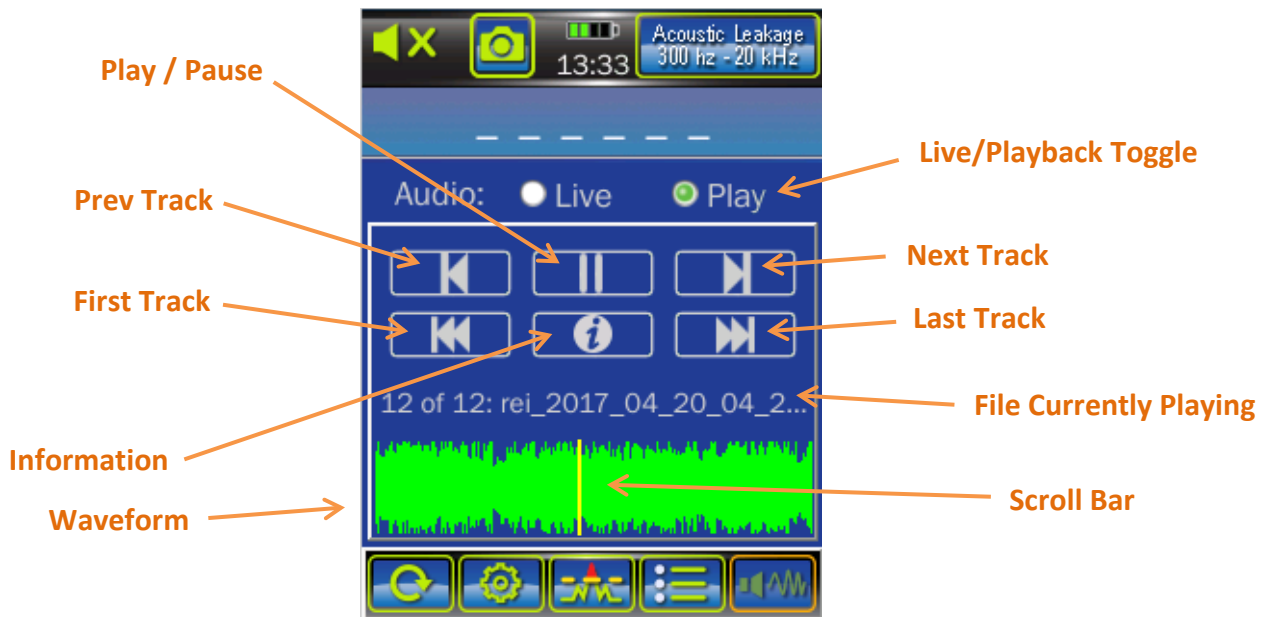 Acoustic Leakage
13:33 300 hz - 20 kHz
Play / Pause
_ _ _ _ _ _
Live/Playback Toggle
Audio: Live Play
Prev Track
Next Track
First Track
Last Track
i
12 of 12: rei_2017_04_20_04_2...
File Currently Playing
Information
Scroll Bar
Waveform